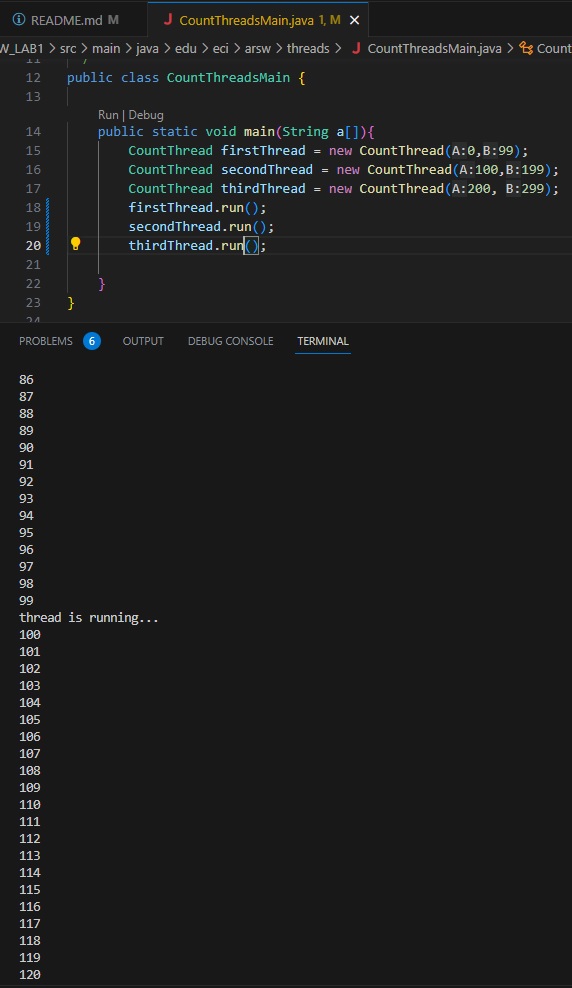 README.md M
CountThreadsMain.java 1, M
W_LAB1 > src > main > java > edu > eci > arsw > threads > CountThreadsMain.java > Count
11 */
12 public class CountThreadsMain {
13
Run | Debug
14 public static void main(String a[]){
15 CountThread firstThread = new CountThread(A:0,B:99);
16 CountThread secondThread = new CountThread(A:100,B:199);
17 CountThread thirdThread = new CountThread(A:200, B:299);
18 firstThread.run();
19 secondThread.run();
20 thirdThread.run();
21
22 }
23 }
24
PROBLEMS 6 OUTPUT DEBUG CONSOLE TERMINAL
86
87
88
89
90
91
92
93
94
95
96
97
98
99
thread is running...
100
101
102
103
104
105
106
107
108
109
110
111
112
113
114
115
116
117
118
119
120